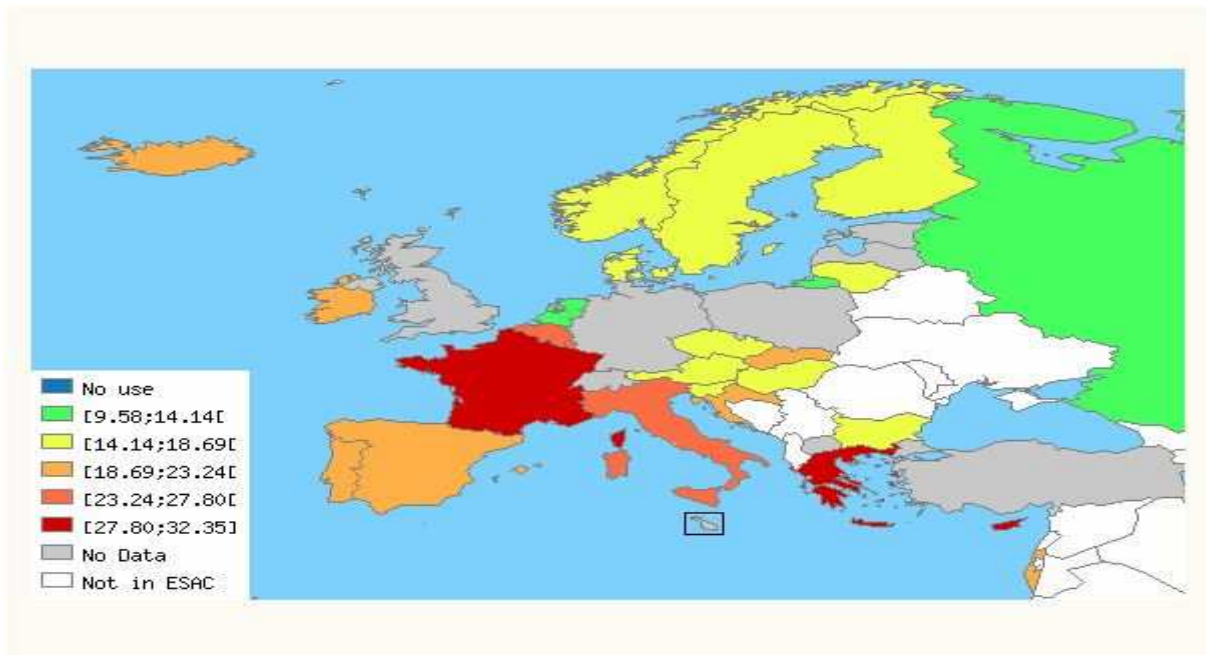 No use
[9.58;14.14[
[14.14;18.69[
[18.69;23.24[
[23.24;27.80[
[27.80;32.35]
No Data
Not in ESAC